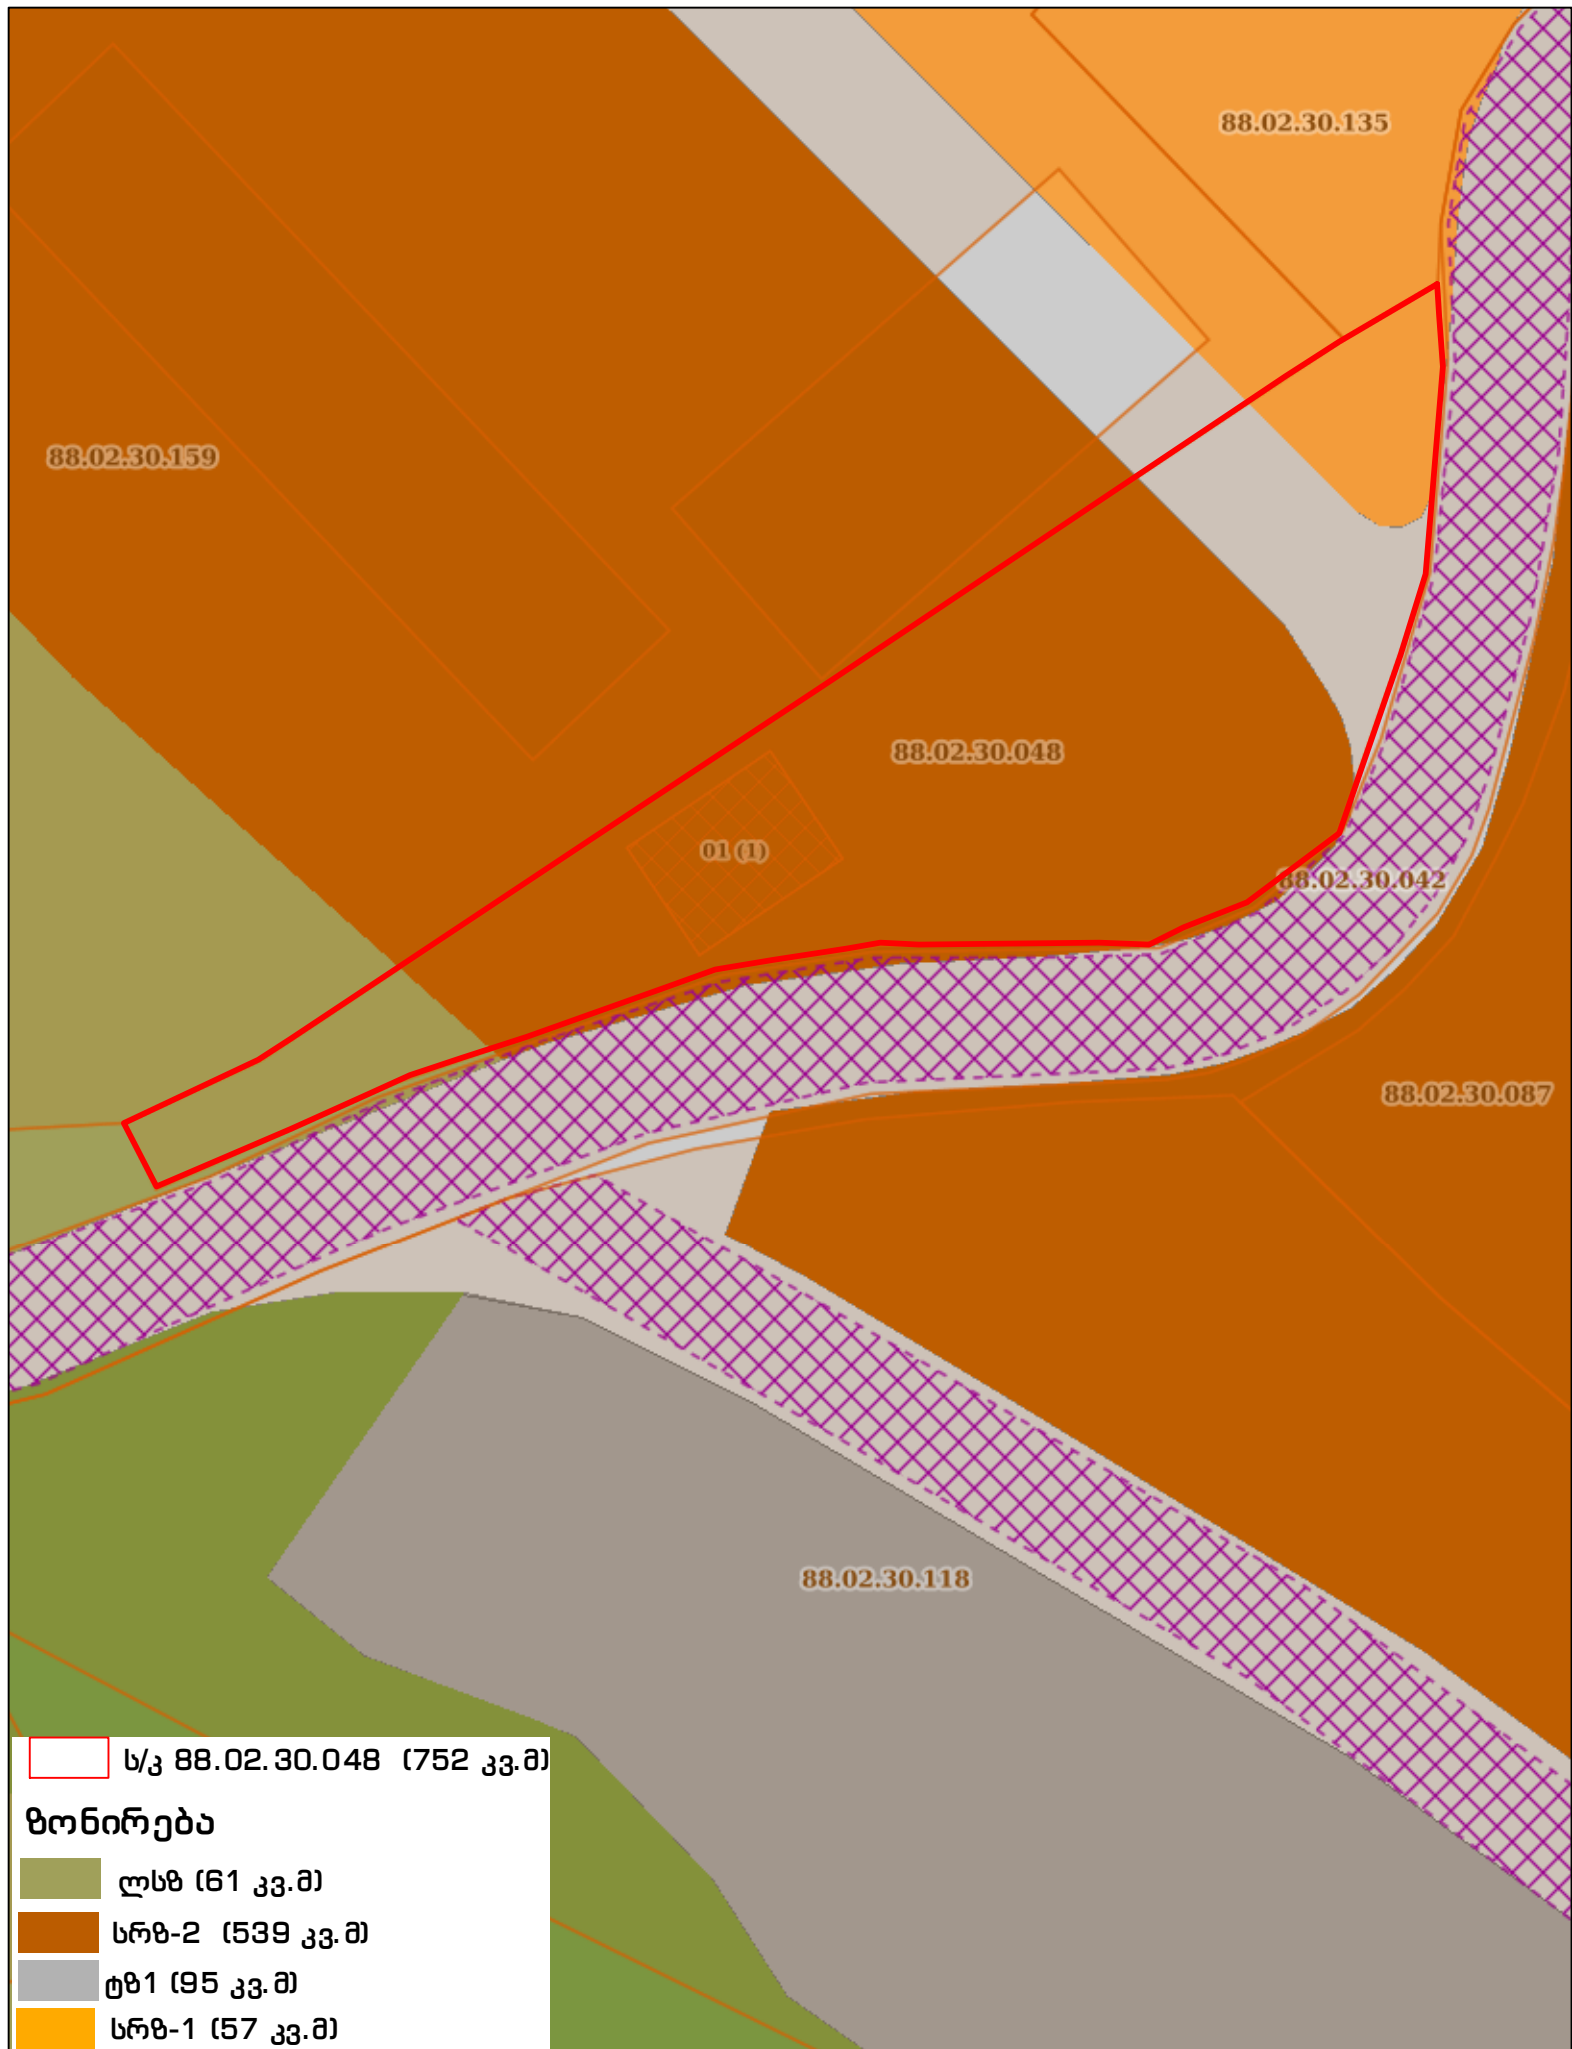 88.02.30.135
88.02.30.159
88.02.30.048
01 (1)
88.02.30.042
88.02.30.087
88.02.30.118
ს/კ 88.02.30.048 (752 კვ.მ)
ზონირება
ლსზ (61 კვ.მ)
სრზ-2 (539 კვ.მ)
ტზ1 (95 კვ.მ)
სრზ-1 (57 კვ.მ)